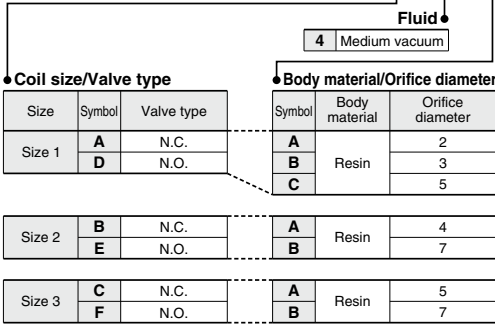 Fluid
4 Medium vacuum
Coil size/Valve type
Size Symbol Valve type
Size 1 A N.C.
D N.O.
Size 2 B N.C.
E N.O.
Size 3 C N.C.
F N.O.
Body material/Orifice diameter
Symbol Body material Orifice diameter
A Resin 2
B 3
C 5
A Resin 4
B 7
A Resin 5
B 7